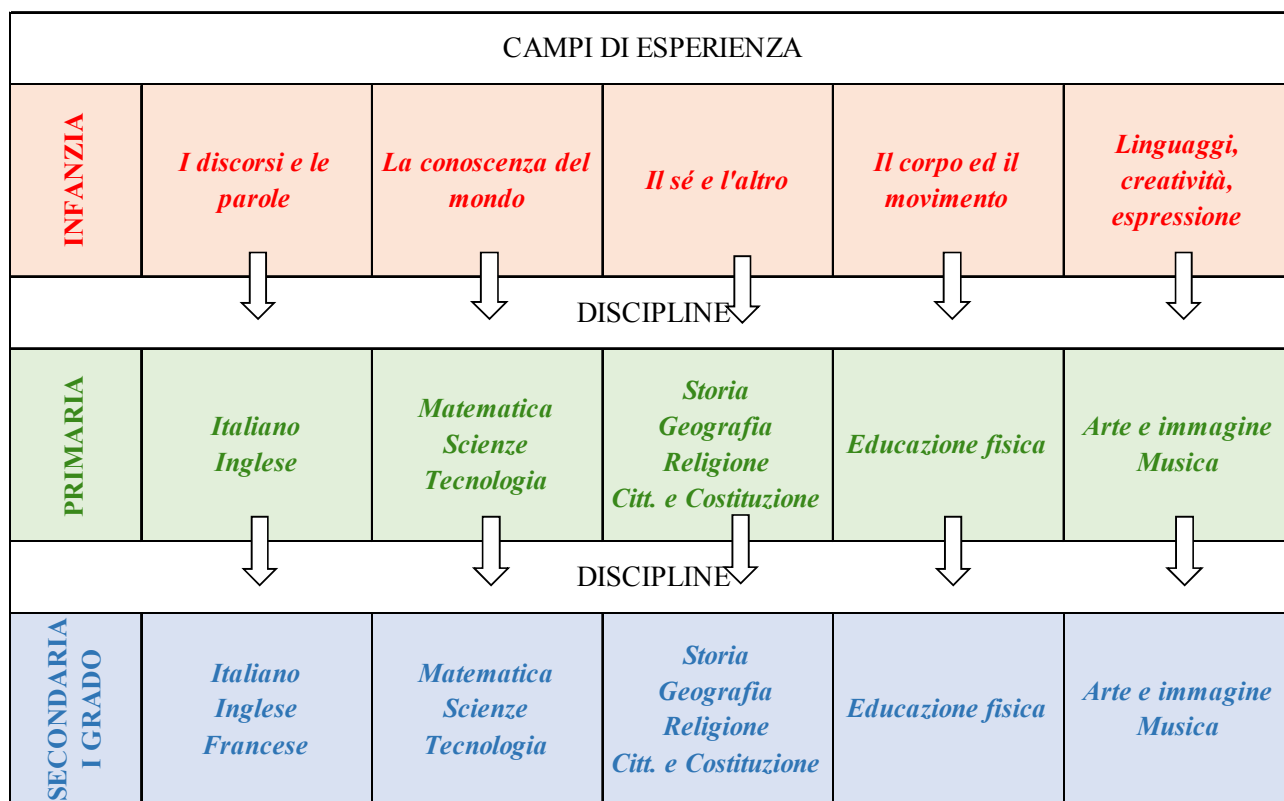 CAMPI DI ESPERIENZA
INFANZIA
I discorsi e le
parole
La conoscenza del
mondo
Il sé e l'altro
Il corpo ed il
movimento
Linguaggi,
creatività,
espressione
DISCIPLINE
PRIMARIA
Italiano
Inglese
Matematica
Scienze
Tecnologia
Storia
Geografia
Religione
Citt. e Costituzione
Educazione fisica
Arte e immagine
Musica
DISCIPLINE
SECONDARIA
I GRADO
Italiano
Inglese
Francese
Matematica
Scienze
Tecnologia
Storia
Geografia
Religione
Citt. e Costituzione
Educazione fisica
Arte e immagine
Musica